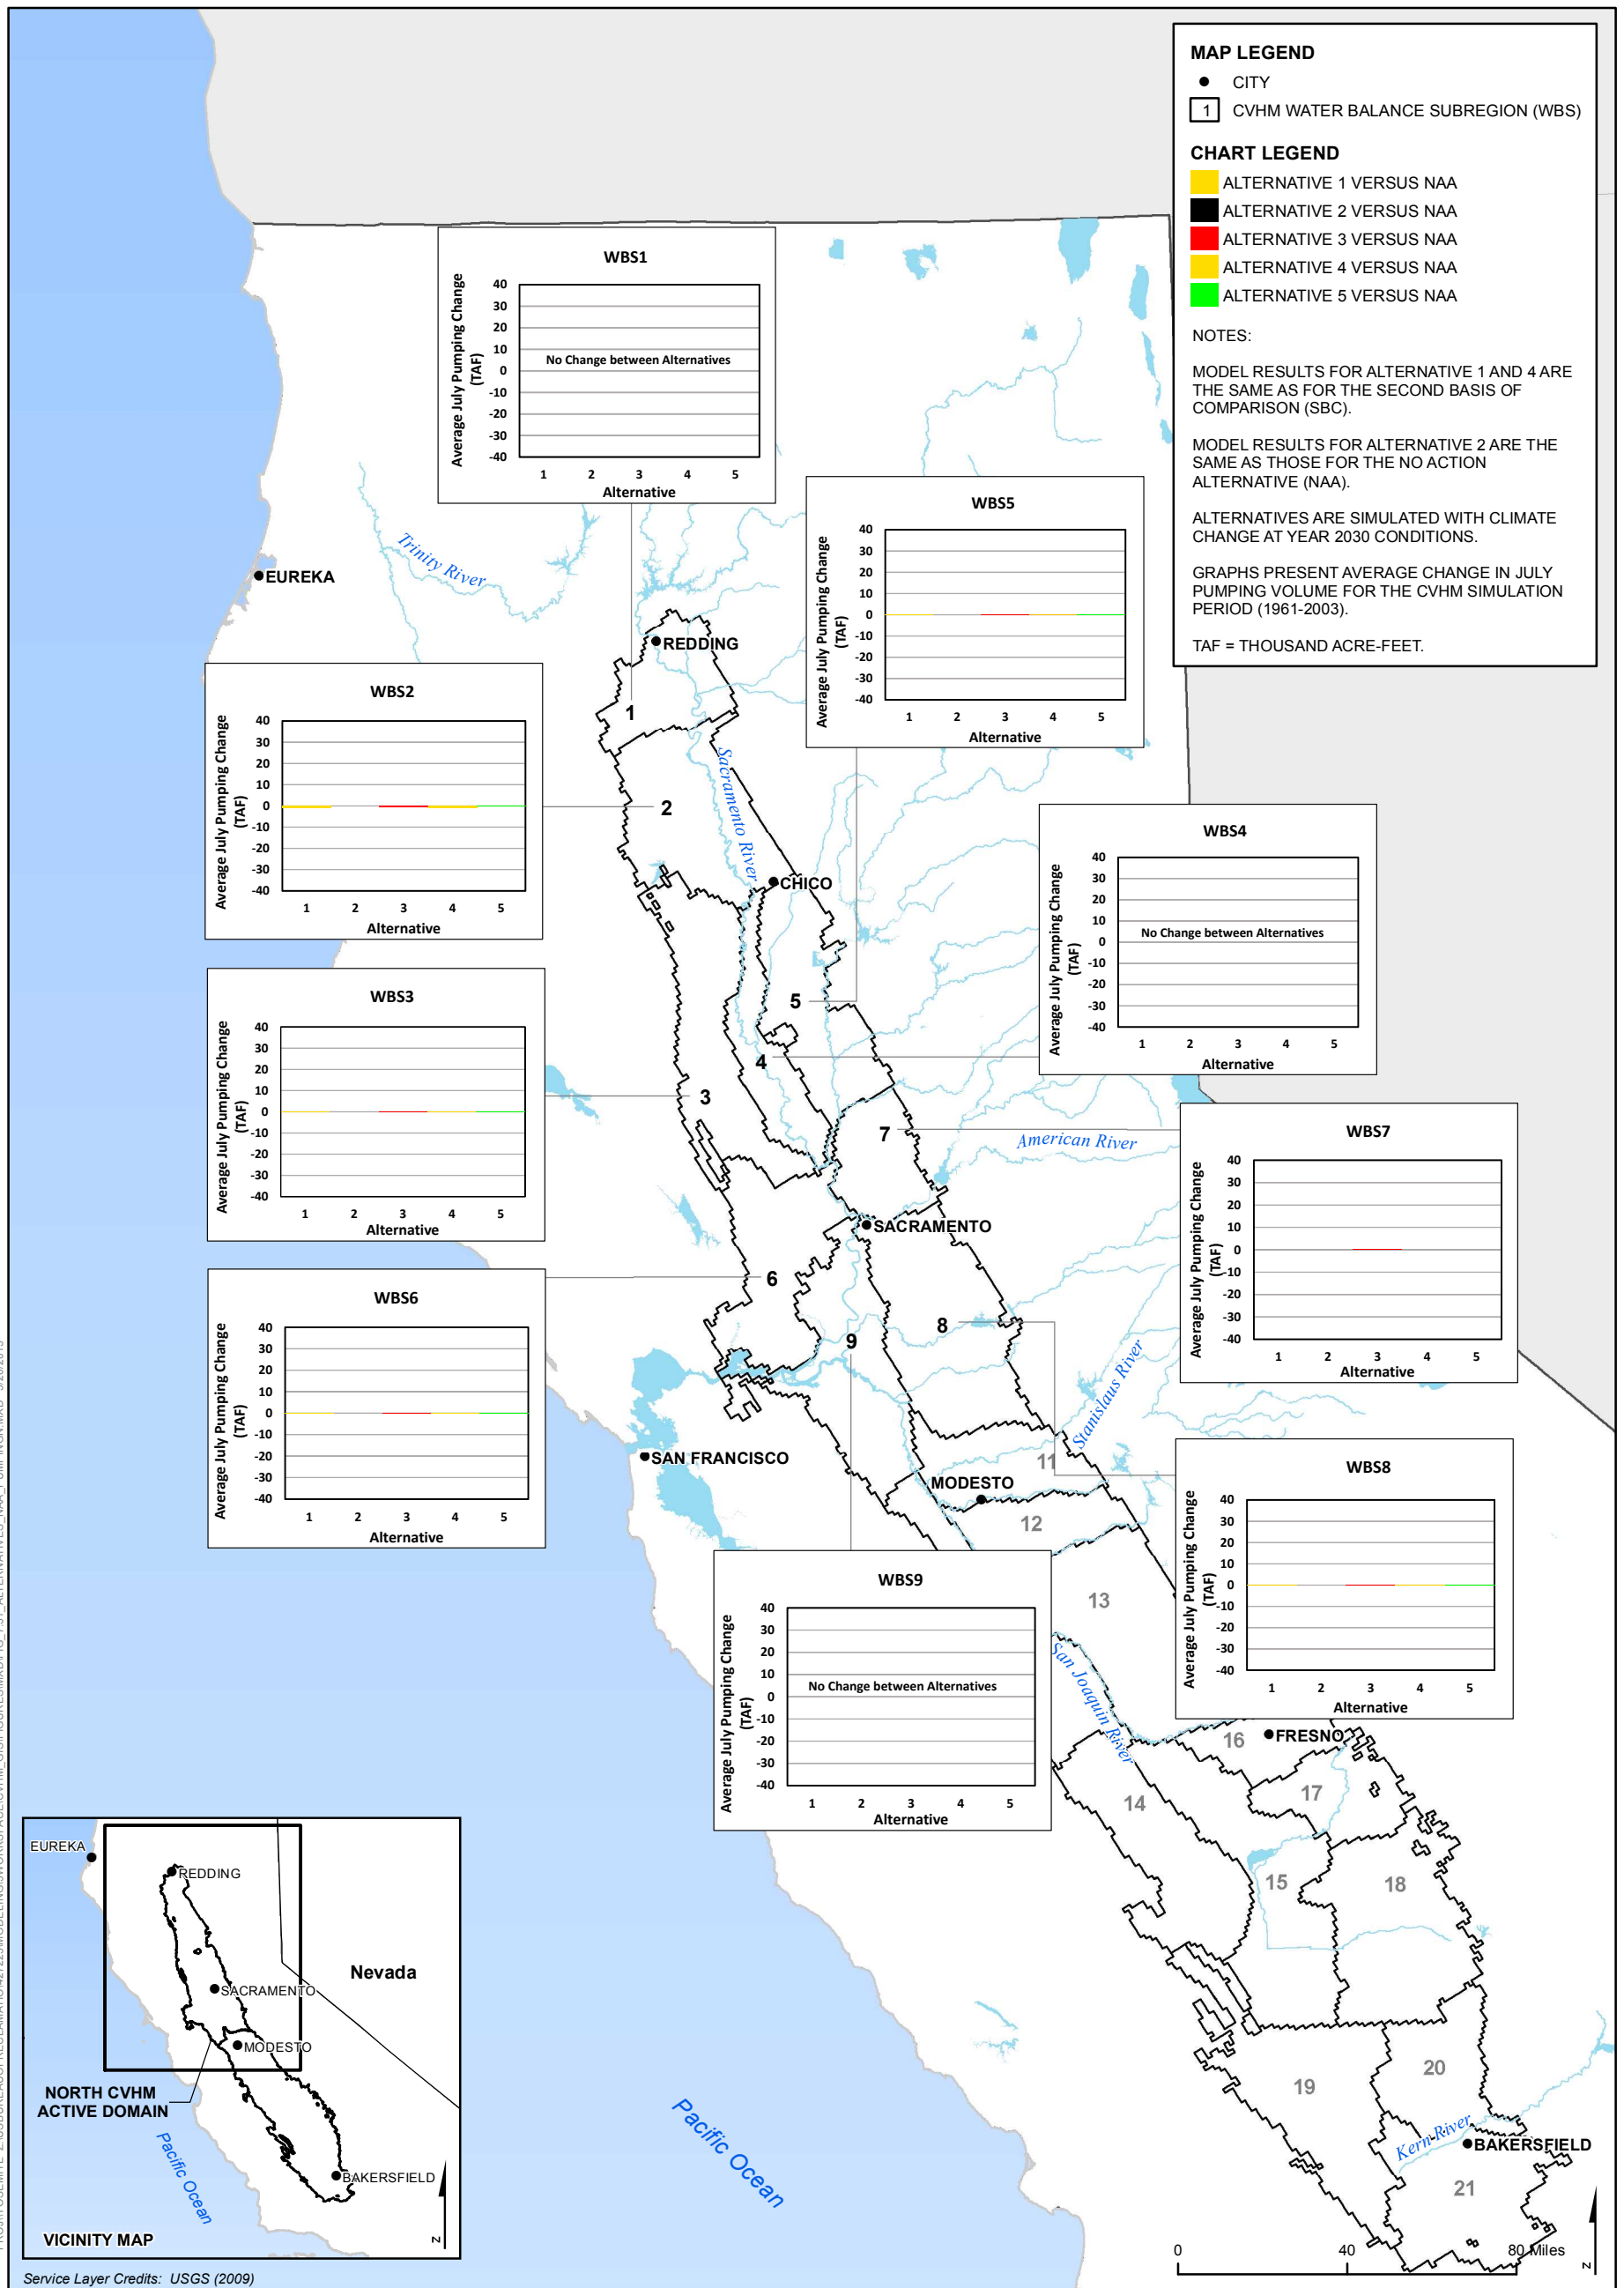 MAP LEGEND
CITY
1 CVHM WATER BALANCE SUBREGION (WBS)
CHART LEGEND
ALTERNATIVE 1 VERSUS NAA
ALTERNATIVE 2 VERSUS NAA
ALTERNATIVE 3 VERSUS NAA
ALTERNATIVE 4 VERSUS NAA
ALTERNATIVE 5 VERSUS NAA
NOTES:
MODEL RESULTS FOR ALTERNATIVE 1 AND 4 ARE
THE SAME AS FOR THE SECOND BASIS OF
COMPARISON (SBC).
MODEL RESULTS FOR ALTERNATIVE 2 ARE THE
SAME AS THOSE FOR THE NO ACTION
ALTERNATIVE (NAA).
ALTERNATIVES ARE SIMULATED WITH CLIMATE
CHANGE AT YEAR 2030 CONDITIONS.
GRAPHS PRESENT AVERAGE CHANGE IN JULY
PUMPING VOLUME FOR THE CVHM SIMULATION
PERIOD (1961-2003).
TAF = THOUSAND ACRE-FEET.
WBS1
Average July Pumping Change
(TAF)
40
30
20
10
0
-10
-20
-30
-40
No Change between Alternatives
1 2 3 4 5
Alternative
WBS5
Average July Pumping Change
(TAF)
40
30
20
10
0
-10
-20
-30
-40
1 2 3 4 5
Alternative
WBS2
Average July Pumping Change
(TAF)
40
30
20
10
0
-10
-20
-30
-40
1 2 3 4 5
Alternative
WBS4
Average July Pumping Change
(TAF)
40
30
20
10
0
-10
-20
-30
-40
No Change between Alternatives
1 2 3 4 5
Alternative
WBS3
Average July Pumping Change
(TAF)
40
30
20
10
0
-10
-20
-30
-40
1 2 3 4 5
Alternative
WBS7
Average July Pumping Change
(TAF)
40
30
20
10
0
-10
-20
-30
-40
1 2 3 4 5
Alternative
WBS6
Average July Pumping Change
(TAF)
40
30
20
10
0
-10
-20
-30
-40
1 2 3 4 5
Alternative
WBS8
Average July Pumping Change
(TAF)
40
30
20
10
0
-10
-20
-30
-40
1 2 3 4 5
Alternative
WBS9
Average July Pumping Change
(TAF)
40
30
20
10
0
-10
-20
-30
-40
No Change between Alternatives
1 2 3 4 5
Alternative
Trinity River
EUREKA
REDDING
1
Sacramento River
2
CHICO
5
4
3
7
American River
SACRAMENTO
6
8
9
Stanislaus River
SAN FRANCISCO
11
MODESTO
12
13
San Joaquin River
16
FRESNO
17
14
15
18
19
20
Kern River
BAKERSFIELD
21
Pacific Ocean
0 40 80 Miles
N
EUREKA
REDDING
Nevada
SACRAMENTO
MODESTO
NORTH CVHM
ACTIVE DOMAIN
Pacific Ocean
BAKERSFIELD
VICINITY MAP
N
Service Layer Credits: USGS (2009)